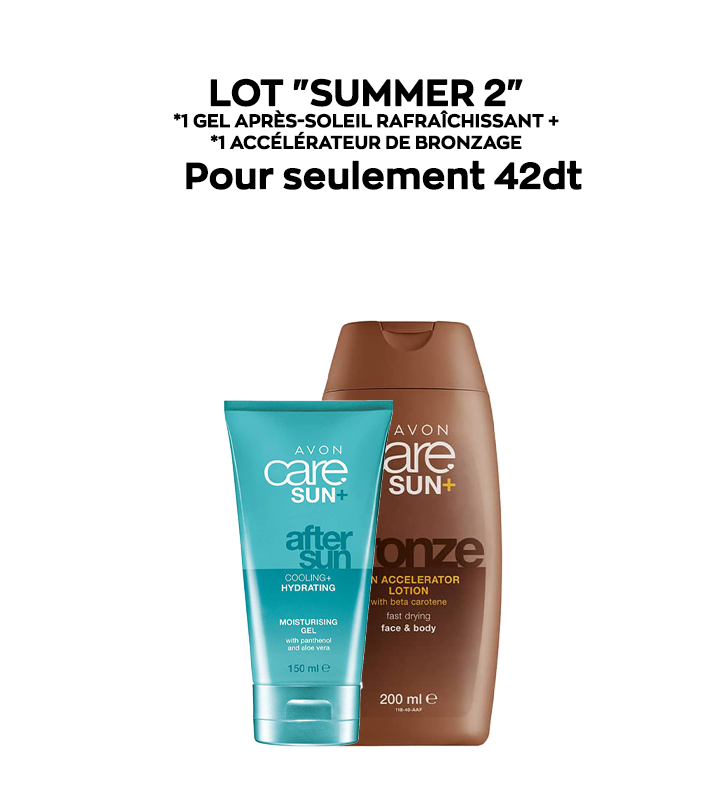 LOT "SUMMER 2"
*1 GEL APRÈS-SOLEIL RAFRAÎCHISSANT +
*1 ACCÉLÉRATEUR DE BRONZAGE
Pour seulement 42dt
AVON
care
SUN+
after
sun
COOLING+
HYDRATING
MOISTURISING
GEL
with panthenol
and aloe vera
150 ml e
AVON
are
SUN+
onze
N ACCELERATOR
LOTION
with beta carotene
fast drying
face & body
200 ml e